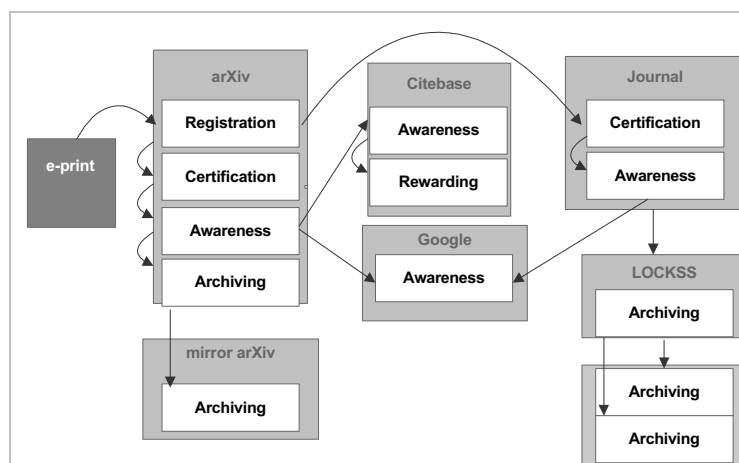 e-print
arXiv
Registration
Certification
Awareness
Archiving
mirror arXiv
Archiving
Citebase
Awareness
Rewarding
Google
Awareness
Journal
Certification
Awareness
LOCKSS
Archiving
Archiving
Archiving